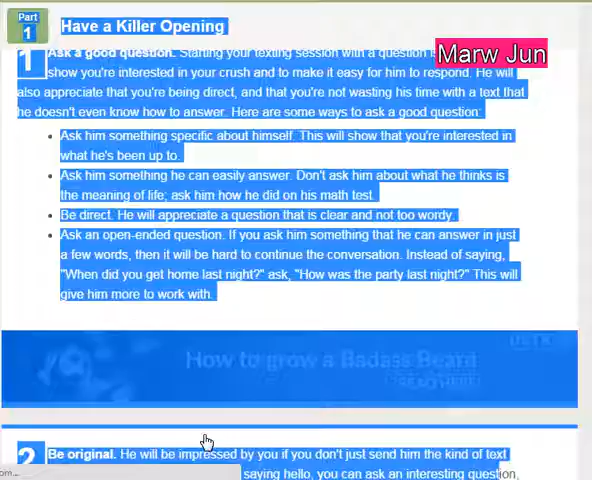 Part
1
Have a Killer Opening
Marw Jun
1 Ask a good question. Starting your texting session with a question is
show you're interested in your crush and to make it easy for him to respond. He will
also appreciate that you're being direct, and that you're not wasting his time with a text that
he doesn't even know how to answer. Here are some ways to ask a good question:
Ask him something specific about himself. This will show that you're interested in
what he's been up to.
Ask him something he can easily answer. Don't ask him about what he thinks is
the meaning of life; ask him how he did on his math test.
Be direct. He will appreciate a question that is clear and not too wordy.
Ask an open-ended question. If you ask him something that he can answer in just
a few words, then it will be hard to continue the conversation. Instead of saying,
"When did you get home last night?" ask, "How was the party last night?" This will
give him more to work with.
How to grow a Badass Beard
2 Be original. He will be impressed by you if you don't just send him the kind of text
saying hello, you can ask an interesting question,
om...